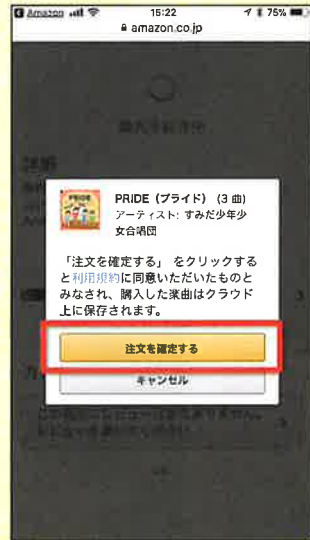 Amazon 15:22 75%
amazon.co.jp
詳細
PRIDE
PRIDE（プライド）（3 曲）
アーティスト: すみだ少年少
女合唱団
「注文を確定する」 をクリックする
と利用規約に同意いただいたものと
みなされ、購入した楽曲はクラウド
上に保存されます。
注文を確定する
キャンセル